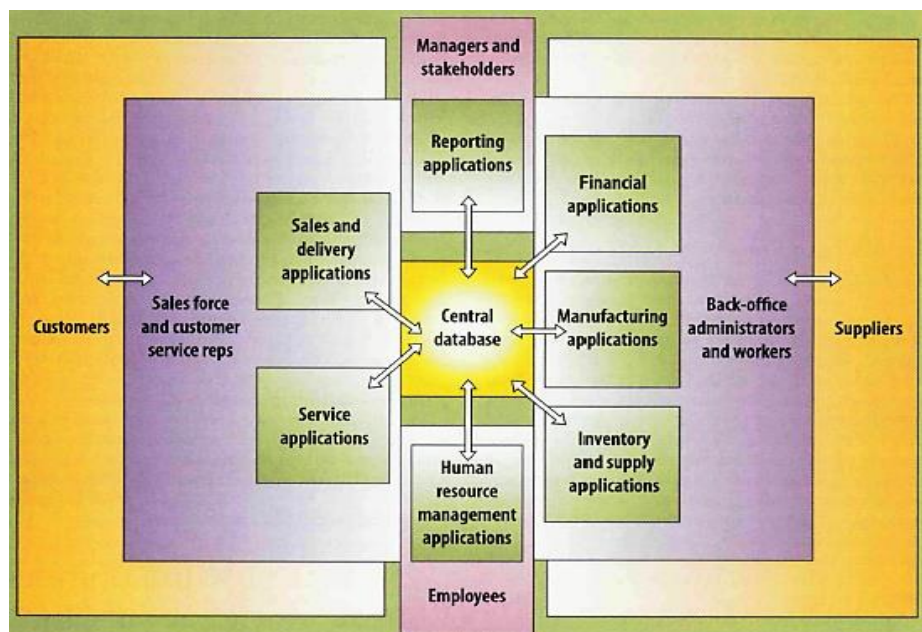 Managers and
stakeholders
Reporting
applications
Financial
applications
Sales and
delivery
applications
Customers
Sales force
and customer
service reps
Central
database
Manufacturing
applications
Back-office
administrators
and workers
Suppliers
Service
applications
Inventory
and supply
applications
Human
resource
management
applications
Employees